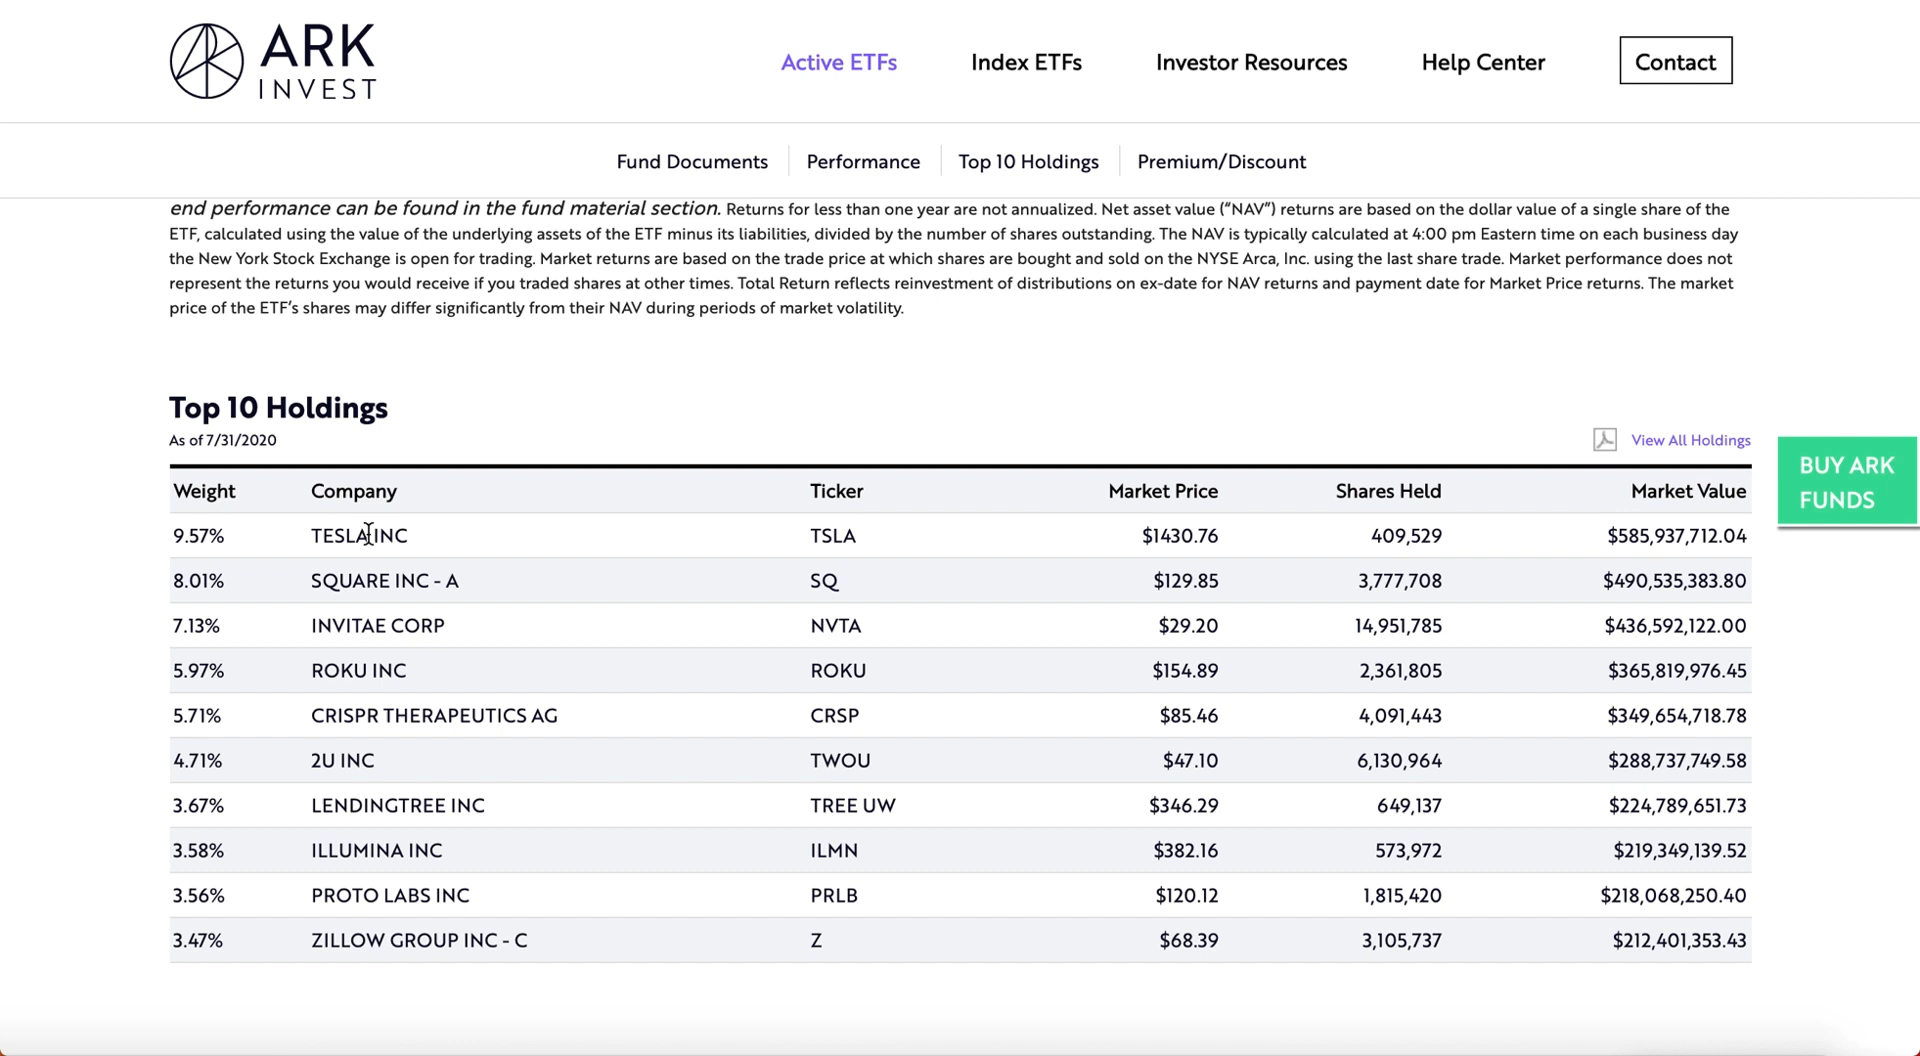 ARK
INVEST
Active ETFs
Index ETFs
Investor Resources
Help Center
Contact
Fund Documents
Performance
Top 10 Holdings
Premium/Discount
end performance can be found in the fund material section. Returns for less than one year are not annualized. Net asset value (“NAV”) returns are based on the dollar value of a single share of the
ETF, calculated using the value of the underlying assets of the ETF minus its liabilities, divided by the number of shares outstanding. The NAV is typically calculated at 4:00 pm Eastern time on each business day
the New York Stock Exchange is open for trading. Market returns are based on the trade price at which shares are bought and sold on the NYSE Arca, Inc. using the last share trade. Market performance does not
represent the returns you would receive if you traded shares at other times. Total Return reflects reinvestment of distributions on ex-date for NAV returns and payment date for Market Price returns. The market
price of the ETF’s shares may differ significantly from their NAV during periods of market volatility.
Top 10 Holdings
As of 7/31/2020
View All Holdings
BUY ARK
FUNDS
Weight Company Ticker Market Price Shares Held Market Value
9.57% TESLA INC TSLA $1430.76 409,529 $585,937,712.04
8.01% SQUARE INC - A SQ $129.85 3,777,708 $490,535,383.80
7.13% INVITAE CORP NVTA $29.20 14,951,785 $436,592,122.00
5.97% ROKU INC ROKU $154.89 2,361,805 $365,819,976.45
5.71% CRISPR THERAPEUTICS AG CRSP $85.46 4,091,443 $349,654,718.78
4.71% 2U INC TWOU $47.10 6,130,964 $288,737,749.58
3.67% LENDINGTREE INC TREE UW $346.29 649,137 $224,789,651.73
3.58% ILLUMINA INC ILMN $382.16 573,972 $219,349,139.52
3.56% PROTO LABS INC PRLB $120.12 1,815,420 $218,068,250.40
3.47% ZILLOW GROUP INC - C Z $68.39 3,105,737 $212,401,353.43